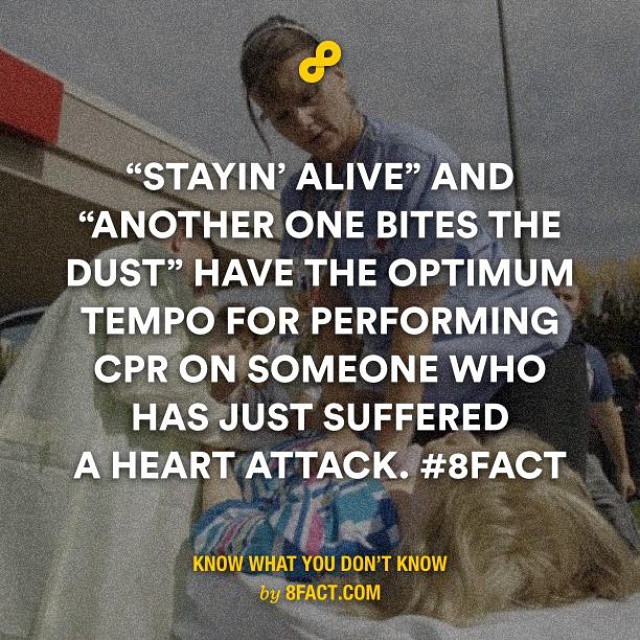 “STAYIN’ ALIVE” AND
“ANOTHER ONE BITES THE
DUST” HAVE THE OPTIMUM
TEMPO FOR PERFORMING
CPR ON SOMEONE WHO
HAS JUST SUFFERED
A HEART ATTACK. #8FACT
KNOW WHAT YOU DON’T KNOW
by 8FACT.COM